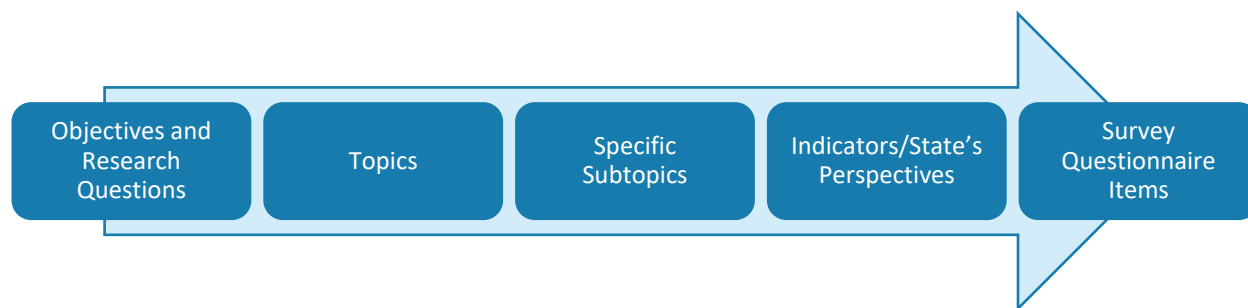 Objectives and
Research
Questions
Topics
Specific
Subtopics
Indicators/State’s
Perspectives
Survey
Questionnaire
Items